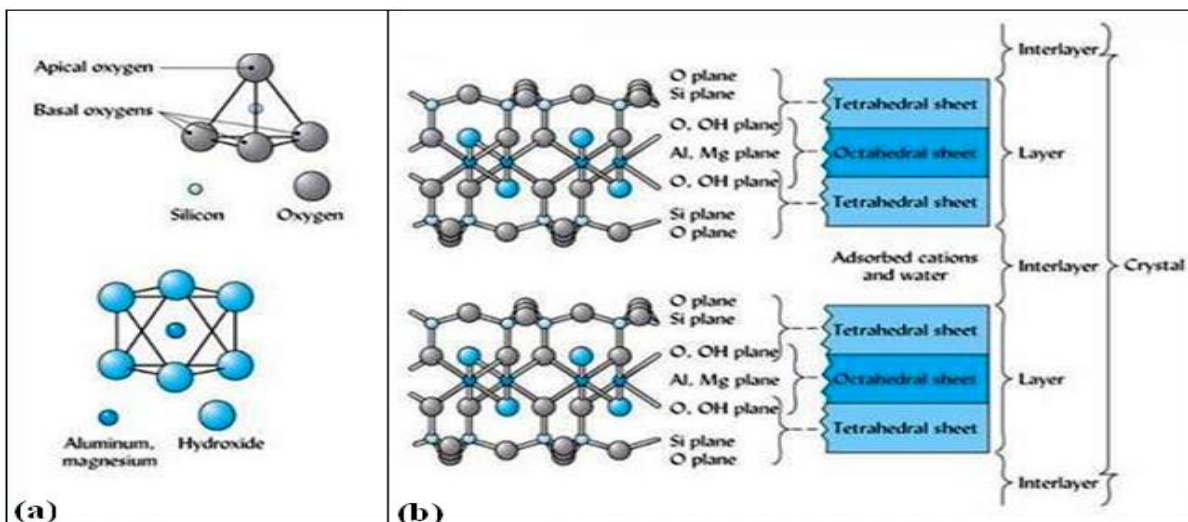 Apical oxygen
Basal oxygens
Silicon
Oxygen
Aluminum,
magnesium
Hydroxide
(a)
O plane
Si plane
O, OH plane
Al, Mg plane
O, OH plane
Si plane
O plane
Tetrahedral sheet
Octahedral sheet
Tetrahedral sheet
Interlayer
Layer
Adsorbed cations
and water
Interlayer
Crystal
O plane
Si plane
O, OH plane
Al, Mg plane
O, OH plane
Si plane
O plane
Tetrahedral sheet
Octahedral sheet
Tetrahedral sheet
Layer
Interlayer
(b)